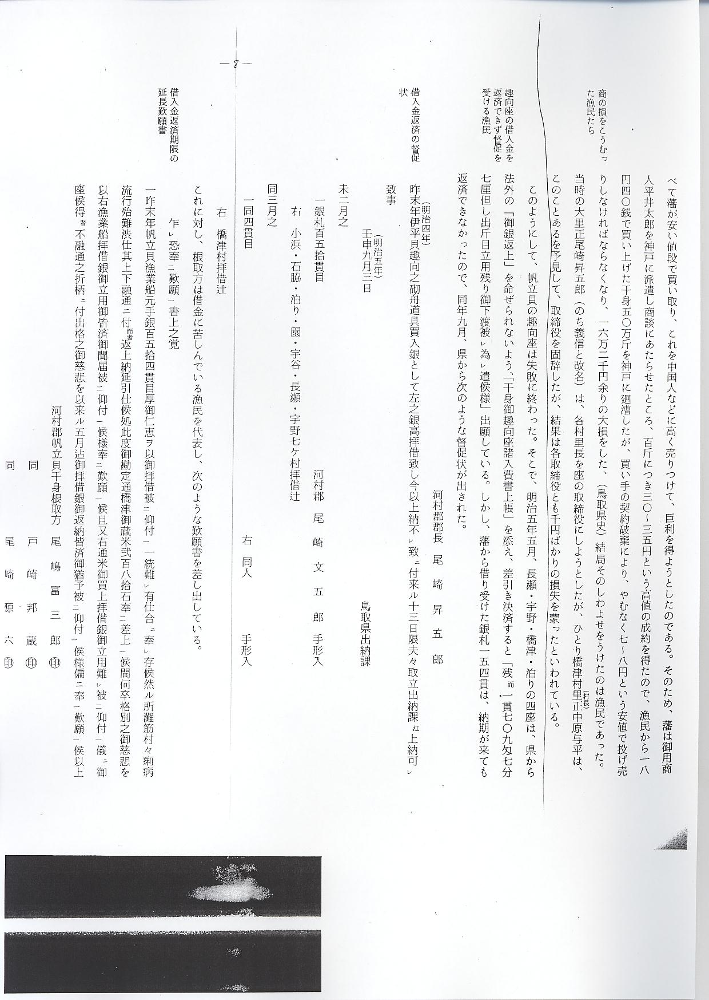 ―8―
商の損をこうむっ
た漁民たち
べて藩が安い値段で買い取り、これを中国人などに高く売りつけて、巨利を得ようとしたのである。そのため、藩は御用商
人平井太郎を神戸に派遣し商談にあたらせたところ、百斤につき三〇～三五円という高値の成約を得たので、漁民から一八
円四〇銭で買い上げた干身五〇万斤を神戸に廻漕したが、買い手の契約破棄により、やむなく七～八円という安値で投げ売
りしなければならなくなり、一六万二千円余りの大損をした、（鳥取県史）結局そのしわよせをうけたのは漁民であった。
当時の大里正尾崎昇五郎（のち義信と改名）は、各村里長を座の取締役にしようとしたが、ひとり橋津村里正（村長）中原与平は、
このことあるを予見して、取締役を固辞したが、結果は各取締役とも千円ばかりの損失を蒙ったといわれている。
趣向座の借入金を
返済できず督促を
受ける漁民
このようにして、帆立貝の趣向座は失敗に終わった。そこで、明治五年五月、長瀬・宇野・橋津・泊りの四座は、県から
法外の「御銀返上」を命ぜられないよう、「干身御趣向座諸入費書上帳」を添え、差引き決済すると「残而一貫七〇九匁七分
七厘但し出斤目立用残り御下渡被レ為レ遣候様」出願している。しかし、藩から借り受けた銀札一五四貫は、納期が来ても
返済できなかったので、同年九月、県から次のような督促状が出された。
借入金返済の督促
状
河村郡郡長　尾崎昇五郎
（明治四年）
昨末年伊平貝趣向之砌舟道具買入銀として左之銀高拝借致し今以上納不レ致ニ付来ル十三日限夫々取立出納課江上納可レ
致事
（明治五年）
壬申九月三日
鳥取県出納課
未二月之
一銀札百五拾貫目
河村郡　尾崎文五郎　手形入
右　小浜・石脇・泊り・園・宇谷・長瀬・宇野七ケ村拝借辻
同三月之
一同四貫目
右　同人　手形入
右　橋津村拝借辻
これに対し、根取方は借金に苦しんでいる漁民を代表し、次のような歎願書を差し出している。
借入金返済期限の
延長歎願書
乍レ恐奉ニ歎願一書上之覚
一昨末年帆立貝漁業船元手銀百五拾四貫目厚御仁恵ヲ以御拝借被ニ仰付一一統難レ有仕合ニ奉レ存候然ル所灘筋村々痢病
流行殆難渋仕其上下融通ニ付而者返上納延引仕候処此度御勘定通橋津御蔵米弐百八拾石奉ニ差上一候間何卒格別之御慈悲を
以右漁業船拝借銀御立用御皆済御聞届被ニ仰付一候様奉ニ歎願一候且又右通米御買上拝借銀御立用難レ被ニ仰付一儀ニ御
座候得者不融通之折柄ニ付出格之御慈悲を以来ル五月迠御拝借銀御返納皆済御猶予被ニ仰付一候様偏ニ奉一歎願一候以上
河村郡帆立貝干身根取方　尾嶋冨三郎㊞
同　戸崎邦蔵㊞
同　尾崎源六㊞